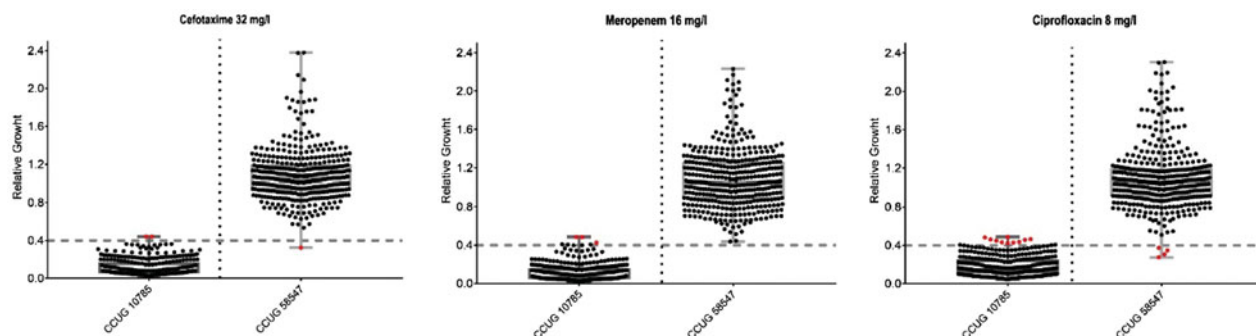 Cefotaxime 32 mg/l
Relative Growht
2.4
2.0
1.6
1.2
0.8
0.4
0.0
CCUG 10785
CCUG 58547
Meropenem 16 mg/l
Relative Growht
2.4
2.0
1.6
1.2
0.8
0.4
0.0
CCUG 10785
CCUG 58547
Ciprofloxacin 8 mg/l
Relative Growht
2.4
2.0
1.6
1.2
0.8
0.4
0.0
CCUG 10785
CCUG 58547